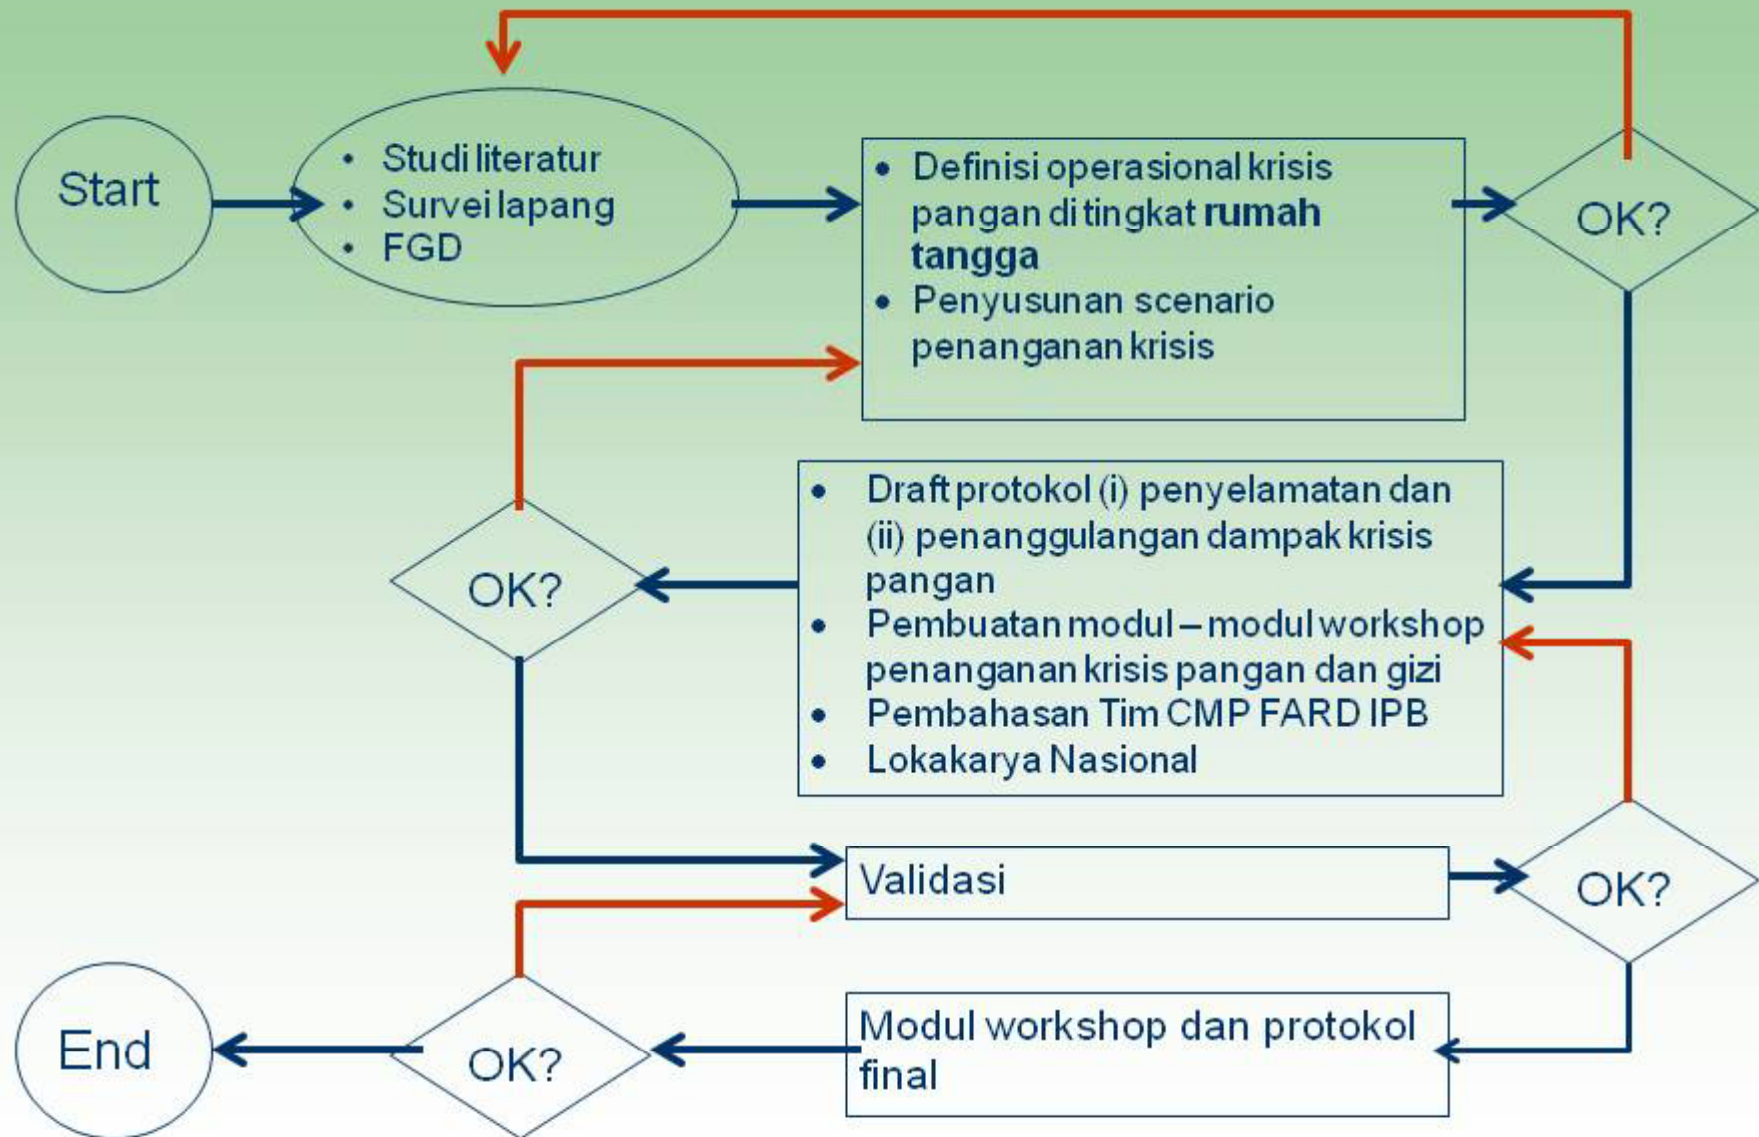 Start
• Studi literatur
• Survei lapang
• FGD
• Definisi operasional krisis
pangan di tingkat rumah
tangga
• Penyusunan scenario
penanganan krisis
OK?
• Draft protokol (i) penyelamatan dan
(ii) penanggulangan dampak krisis
pangan
• Pembuatan modul – modul workshop
penanganan krisis pangan dan gizi
• Pembahasan Tim CMP FARD IPB
• Lokakarya Nasional
OK?
Validasi
OK?
Modul workshop dan protokol
final
OK?
End